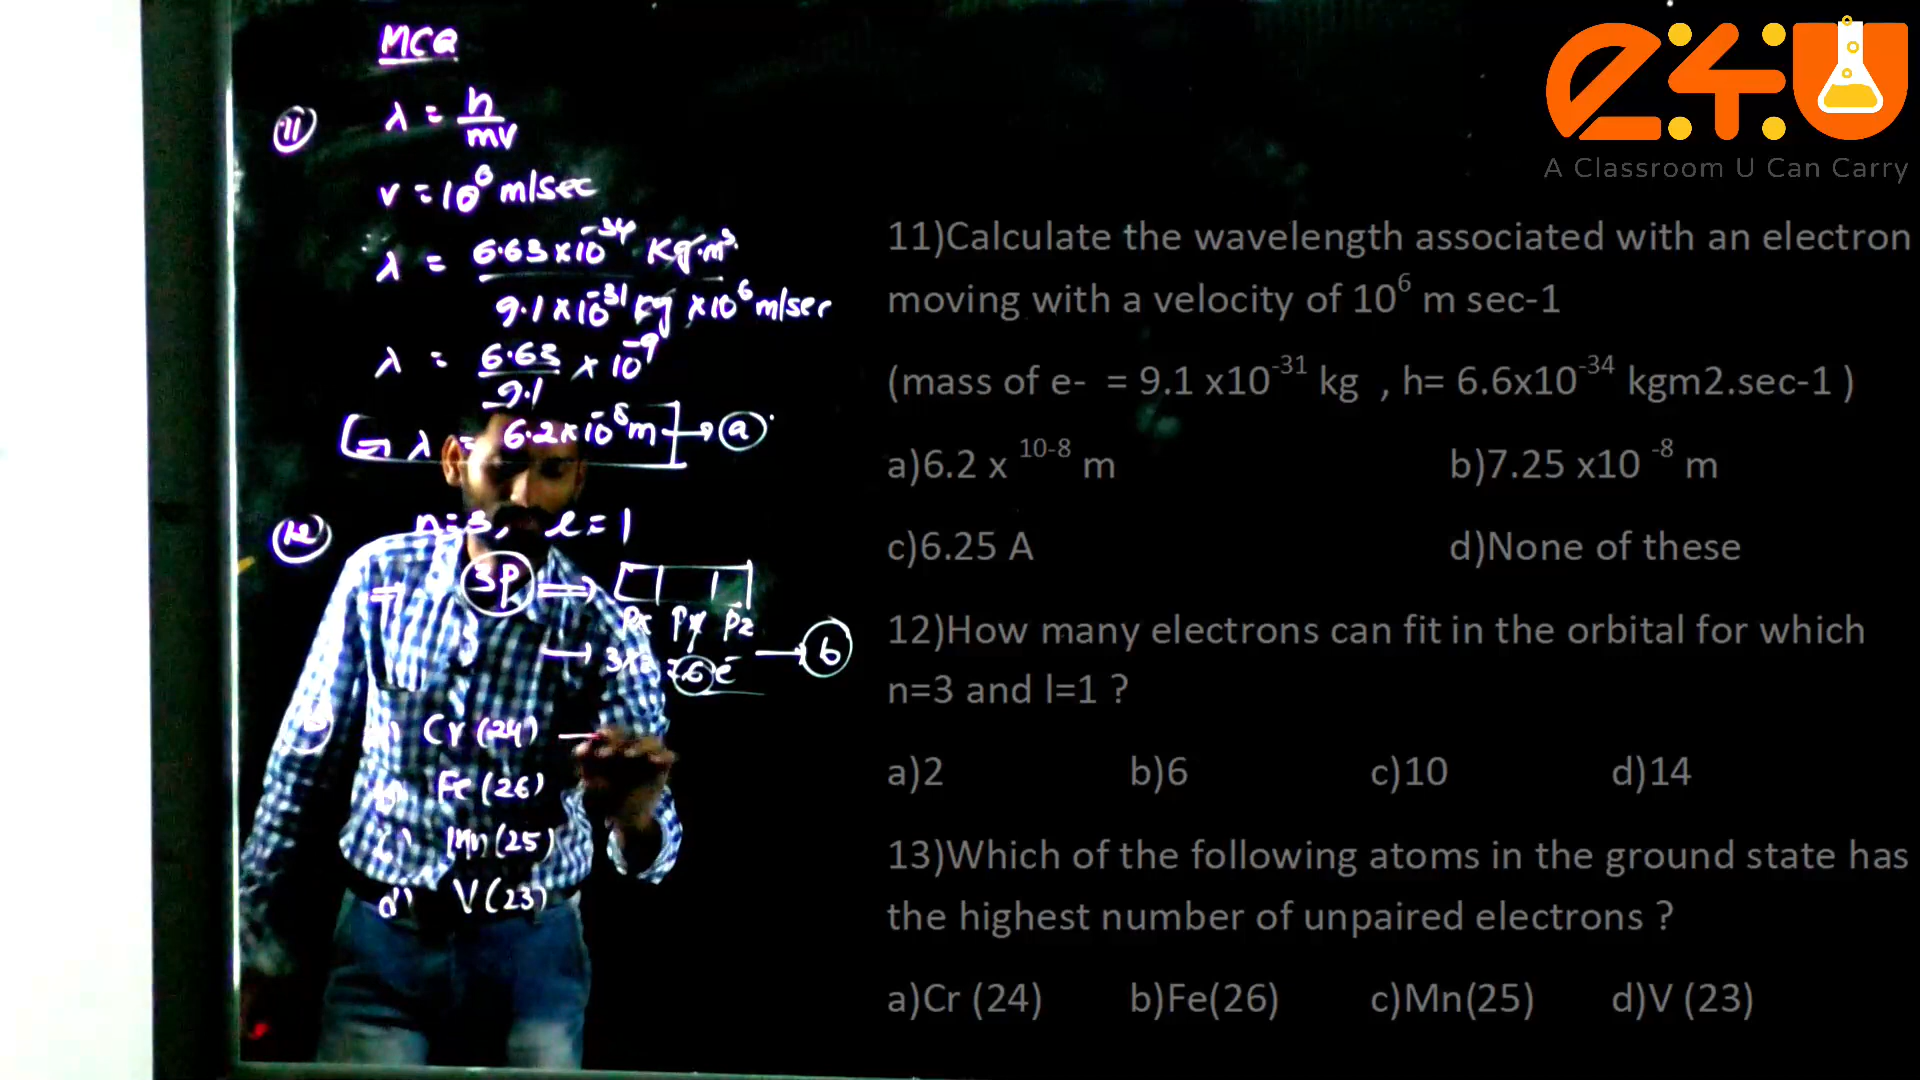 MCQ
11 λ = h/mv
v = 10⁶ m/sec
λ = 6.63 x 10⁻³⁴ Kg.m³
9.1 x 10⁻³¹ kg x 10⁶ m/sec
λ = 6.63/9.1 x 10⁻⁹
λ = 6.2 x 10⁻⁸ m → a
12 n=3, l=1
3p ⇒
Px Py Pz
→ 3x2 = 6 e⁻ → b
Cr (24)
Fe (26)
Mn (25)
d) V (23)
e4U
A Classroom U Can Carry
11)Calculate the wavelength associated with an electron
moving with a velocity of 10⁶ m sec-1
(mass of e- = 9.1 x10⁻³¹ kg , h= 6.6x10⁻³⁴ kgm2.sec-1 )
a)6.2 x ¹⁰⁻⁸ m b)7.25 x10 ⁻⁸ m
c)6.25 A d)None of these
12)How many electrons can fit in the orbital for which
n=3 and l=1 ?
a)2 b)6 c)10 d)14
13)Which of the following atoms in the ground state has
the highest number of unpaired electrons ?
a)Cr (24) b)Fe(26) c)Mn(25) d)V (23)